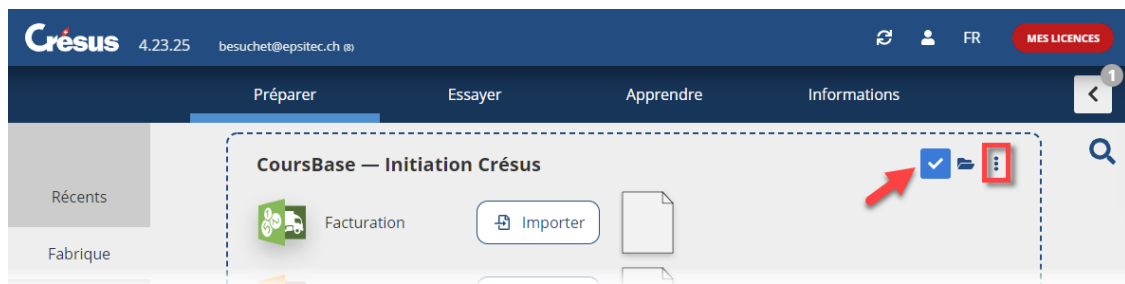 Crésus 4.23.25 besuchet@epsitec.ch (8) FR MES LICENCES
Préparer Essayer Apprendre Informations 1
CoursBase — Initiation Crésus
Récents
Facturation Importer
Fabrique